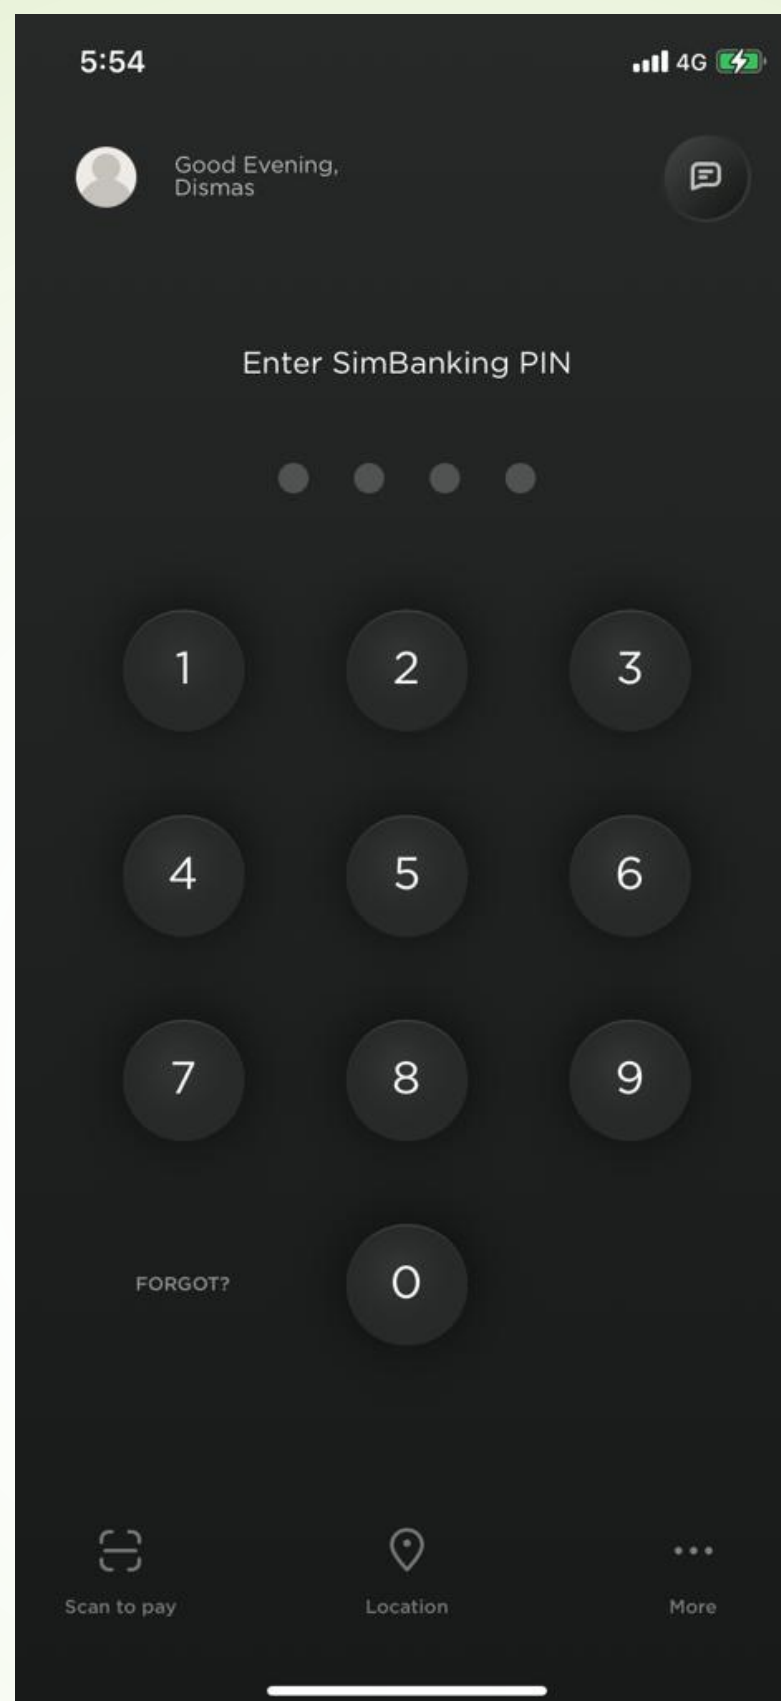 5:54
4G
Good Evening,
Dismas
Enter SimBanking PIN
1 2 3
4 5 6
7 8 9
FORGOT? 0
Scan to pay Location More